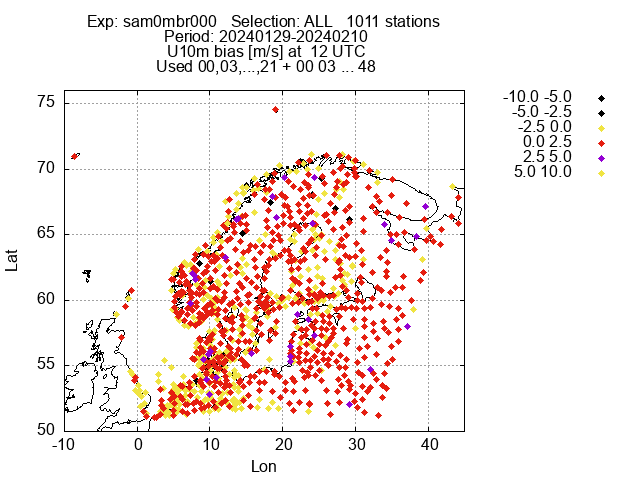 Exp: sam0mbr000   Selection: ALL   1011 stations
Period: 20240129-20240210
U10m bias [m/s] at  12 UTC
Used 00,03,...,21 + 00 03 ... 48
-10.0 -5.0
-5.0 -2.5
-2.5 0.0
0.0 2.5
2.5 5.0
5.0 10.0
75
70
65
60
55
50
Lat
-10 0 10 20 30 40
Lon